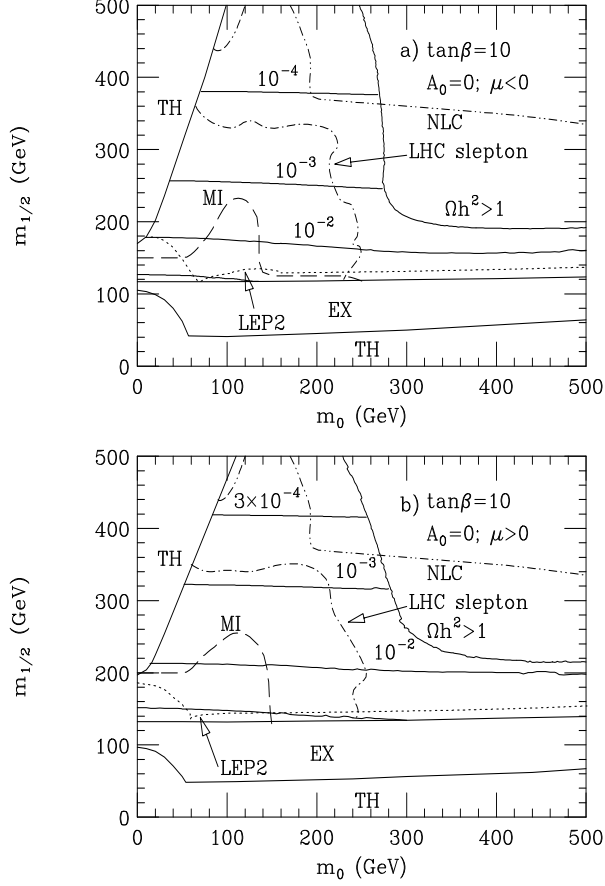 500
400
300
200
100
0
m1/2 (GeV)
a) tanβ=10
A0=0; μ<0
10-4
TH
NLC
LHC slepton
10-3
MI
Ωh2>1
10-2
LEP2
EX
TH
0 100 200 300 400 500
m0 (GeV)
500
400
300
200
100
0
m1/2 (GeV)
b) tanβ=10
A0=0; μ>0
3×10-4
TH
10-3
NLC
LHC slepton
MI
Ωh2>1
10-2
LEP2
EX
TH
0 100 200 300 400 500
m0 (GeV)